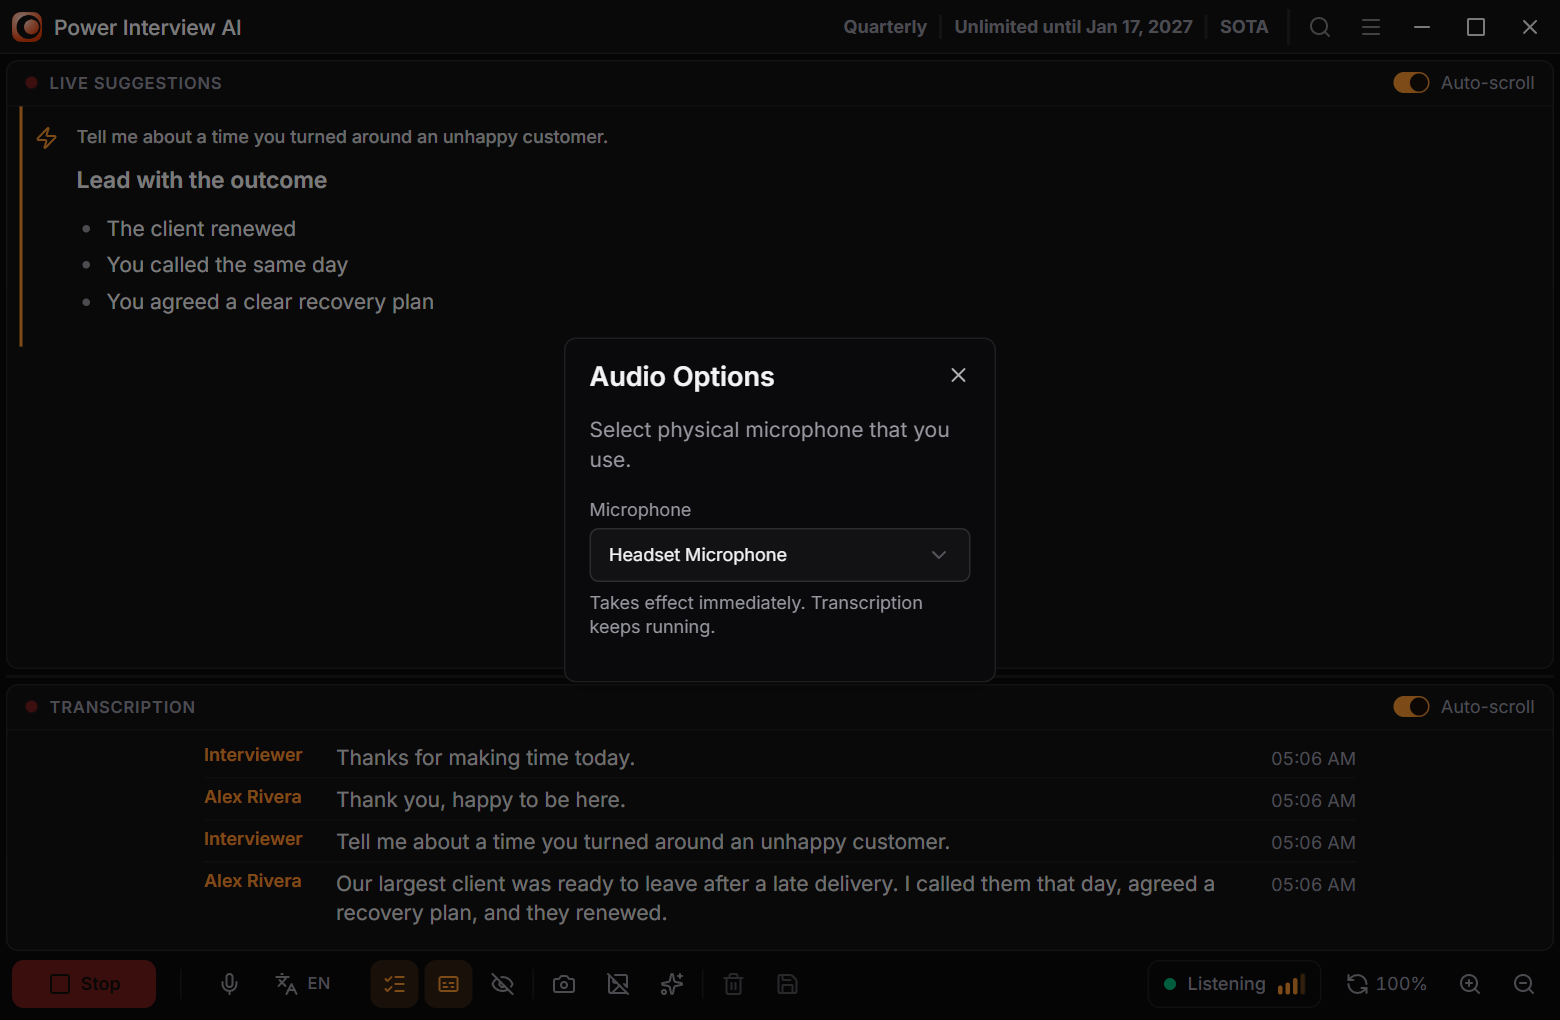 Power Interview AI
Quarterly
Unlimited until Jan 17, 2027
SOTA
LIVE SUGGESTIONS
Auto-scroll
Tell me about a time you turned around an unhappy customer.
Lead with the outcome
The client renewed
You called the same day
You agreed a clear recovery plan
Audio Options
Select physical microphone that you
use.
Microphone
Headset Microphone
Takes effect immediately. Transcription
keeps running.
TRANSCRIPTION
Auto-scroll
Interviewer Thanks for making time today. 05:06 AM
Alex Rivera Thank you, happy to be here. 05:06 AM
Interviewer Tell me about a time you turned around an unhappy customer. 05:06 AM
Alex Rivera Our largest client was ready to leave after a late delivery. I called them that day, agreed a 05:06 AM
recovery plan, and they renewed.
Stop
EN
Listening
100%